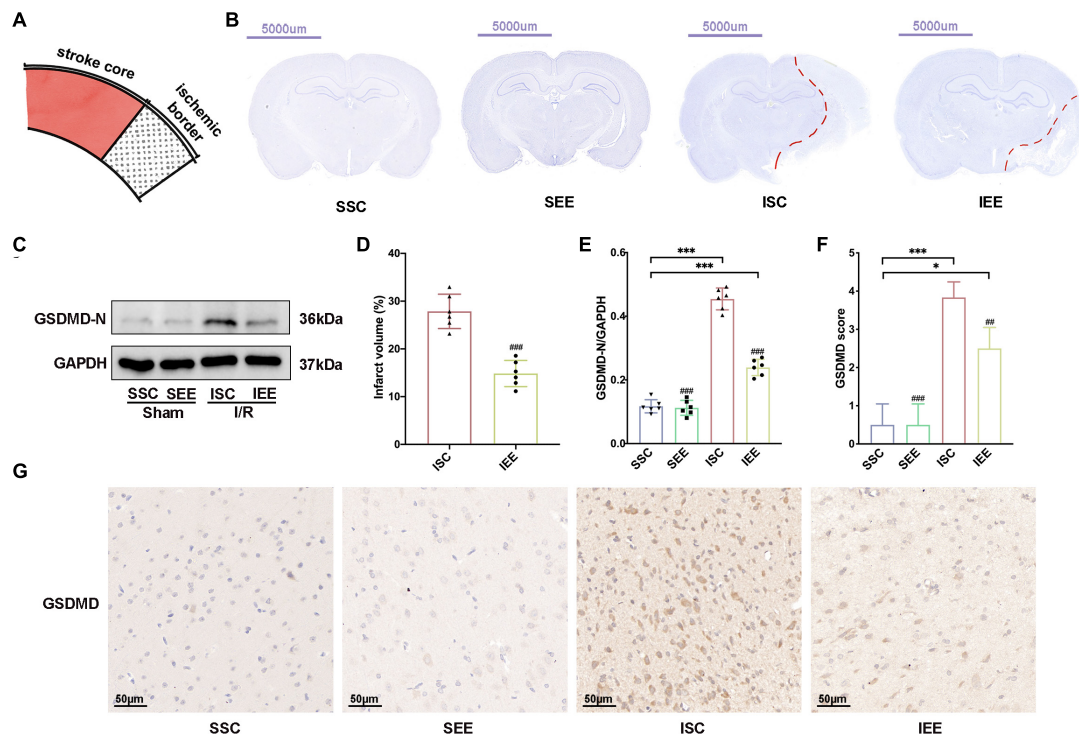 A
stroke core
ischemic
border
B
5000um
5000um
5000um
5000um
SSC
SEE
ISC
IEE
C
GSDMD-N
36kDa
GAPDH
37kDa
SSC SEE ISC IEE
Sham I/R
D
Infarct volume (%)
40
30
20
10
0
###
ISC
IEE
E
GSDMD-N/GAPDH
0.6
0.4
0.2
0.0
***
***
###
###
SSC
SEE
ISC
IEE
F
GSDMD score
5
4
3
2
1
0
***
*
###
##
SSC
SEE
ISC
IEE
G
GSDMD
50μm
50μm
50μm
50μm
SSC
SEE
ISC
IEE